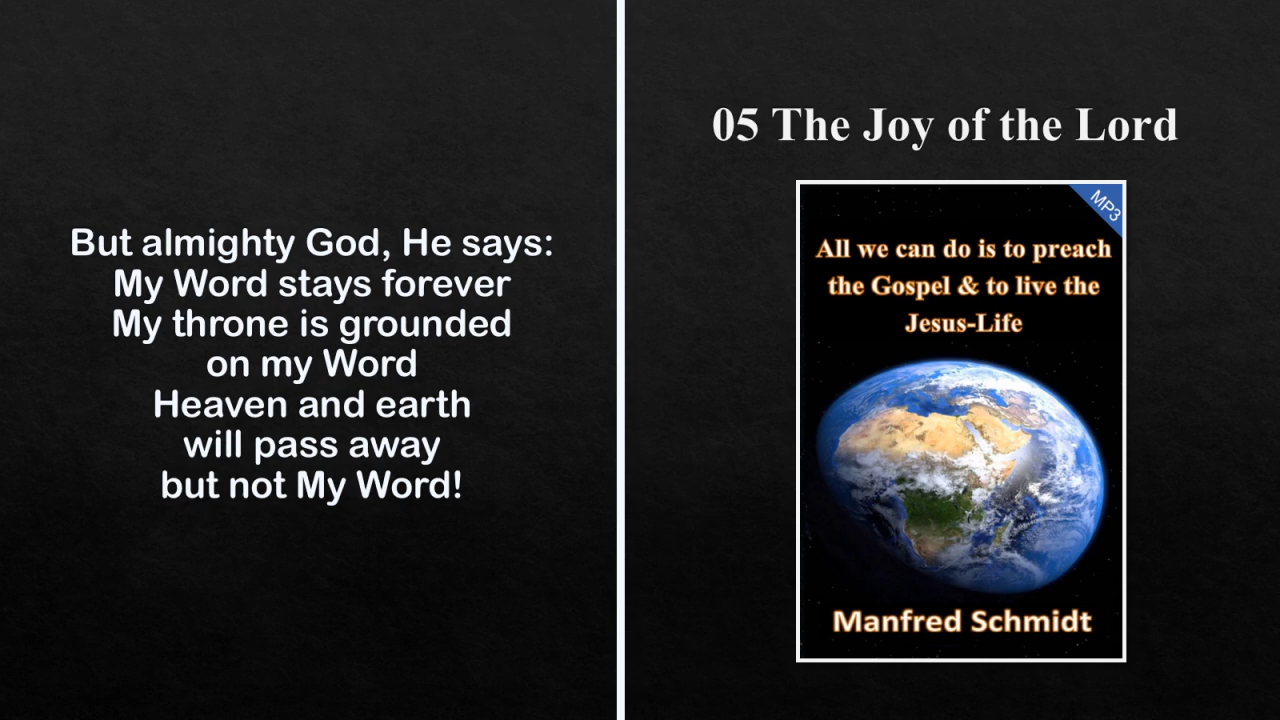 But almighty God, He says:
My Word stays forever
My throne is grounded
on my Word
Heaven and earth
will pass away
but not My Word!
05 The Joy of the Lord
MP3
All we can do is to preach
the Gospel & to live the
Jesus-Life
Manfred Schmidt